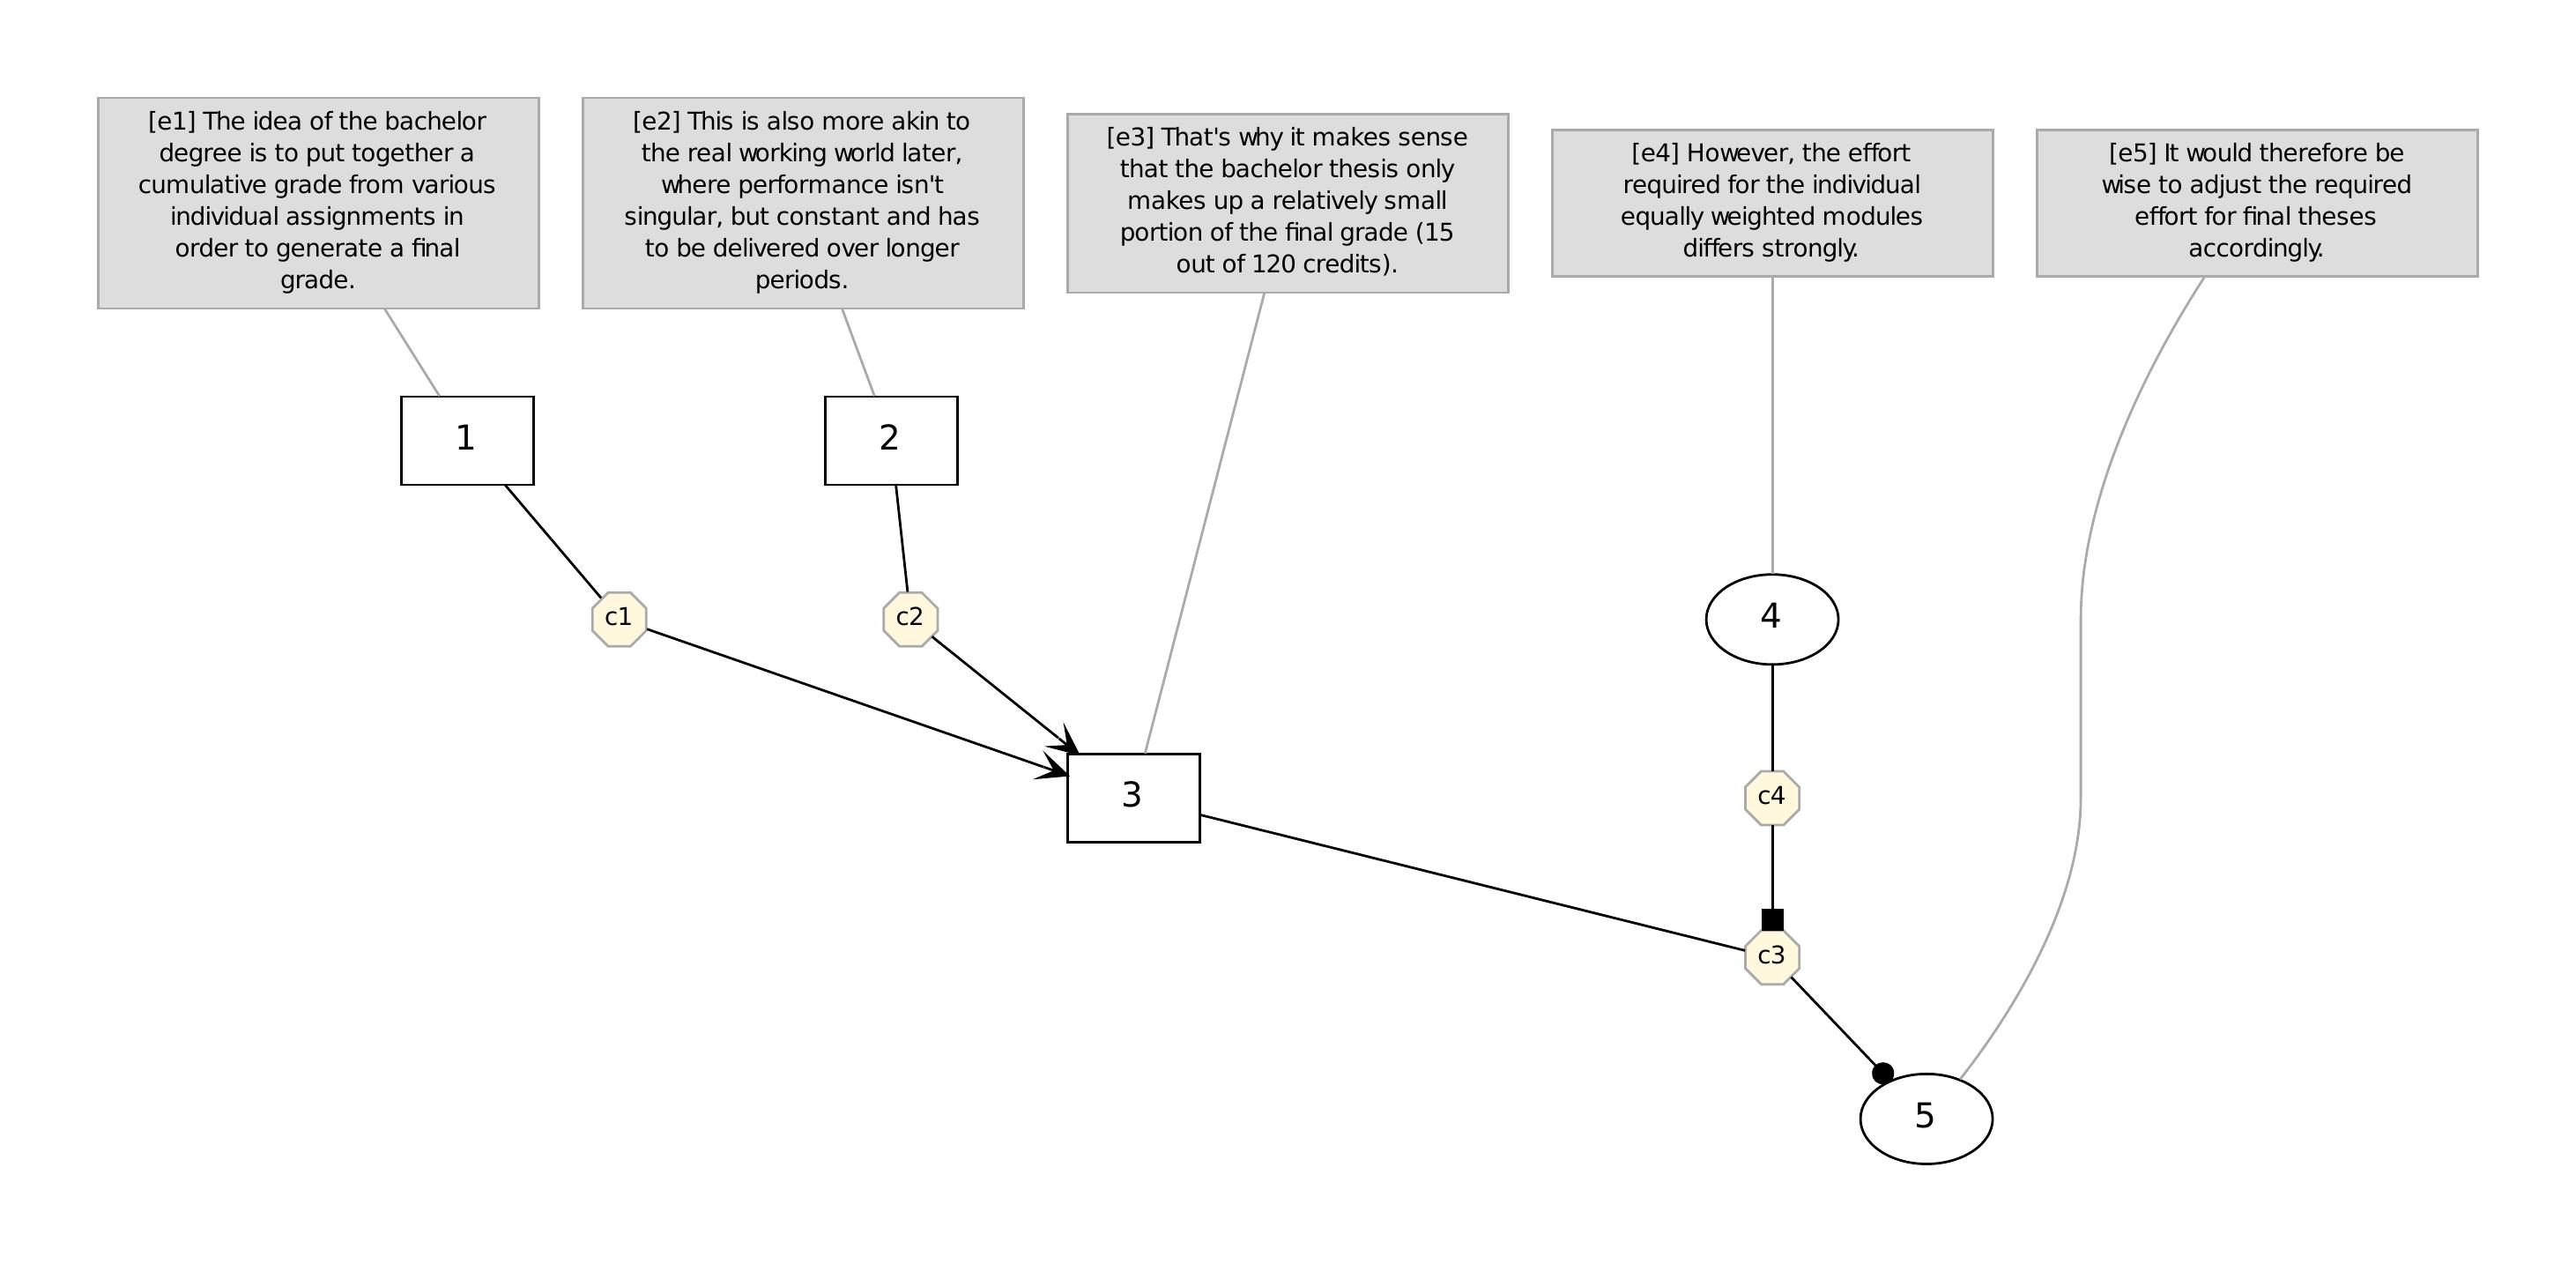 [e1] The idea of the bachelor
degree is to put together a
cumulative grade from various
individual assignments in
order to generate a final
grade.
[e2] This is also more akin to
the real working world later,
where performance isn't
singular, but constant and has
to be delivered over longer
periods.
[e3] That's why it makes sense
that the bachelor thesis only
makes up a relatively small
portion of the final grade (15
out of 120 credits).
[e4] However, the effort
required for the individual
equally weighted modules
differs strongly.
[e5] It would therefore be
wise to adjust the required
effort for final theses
accordingly.
1
2
c1
c2
4
3
c4
c3
5